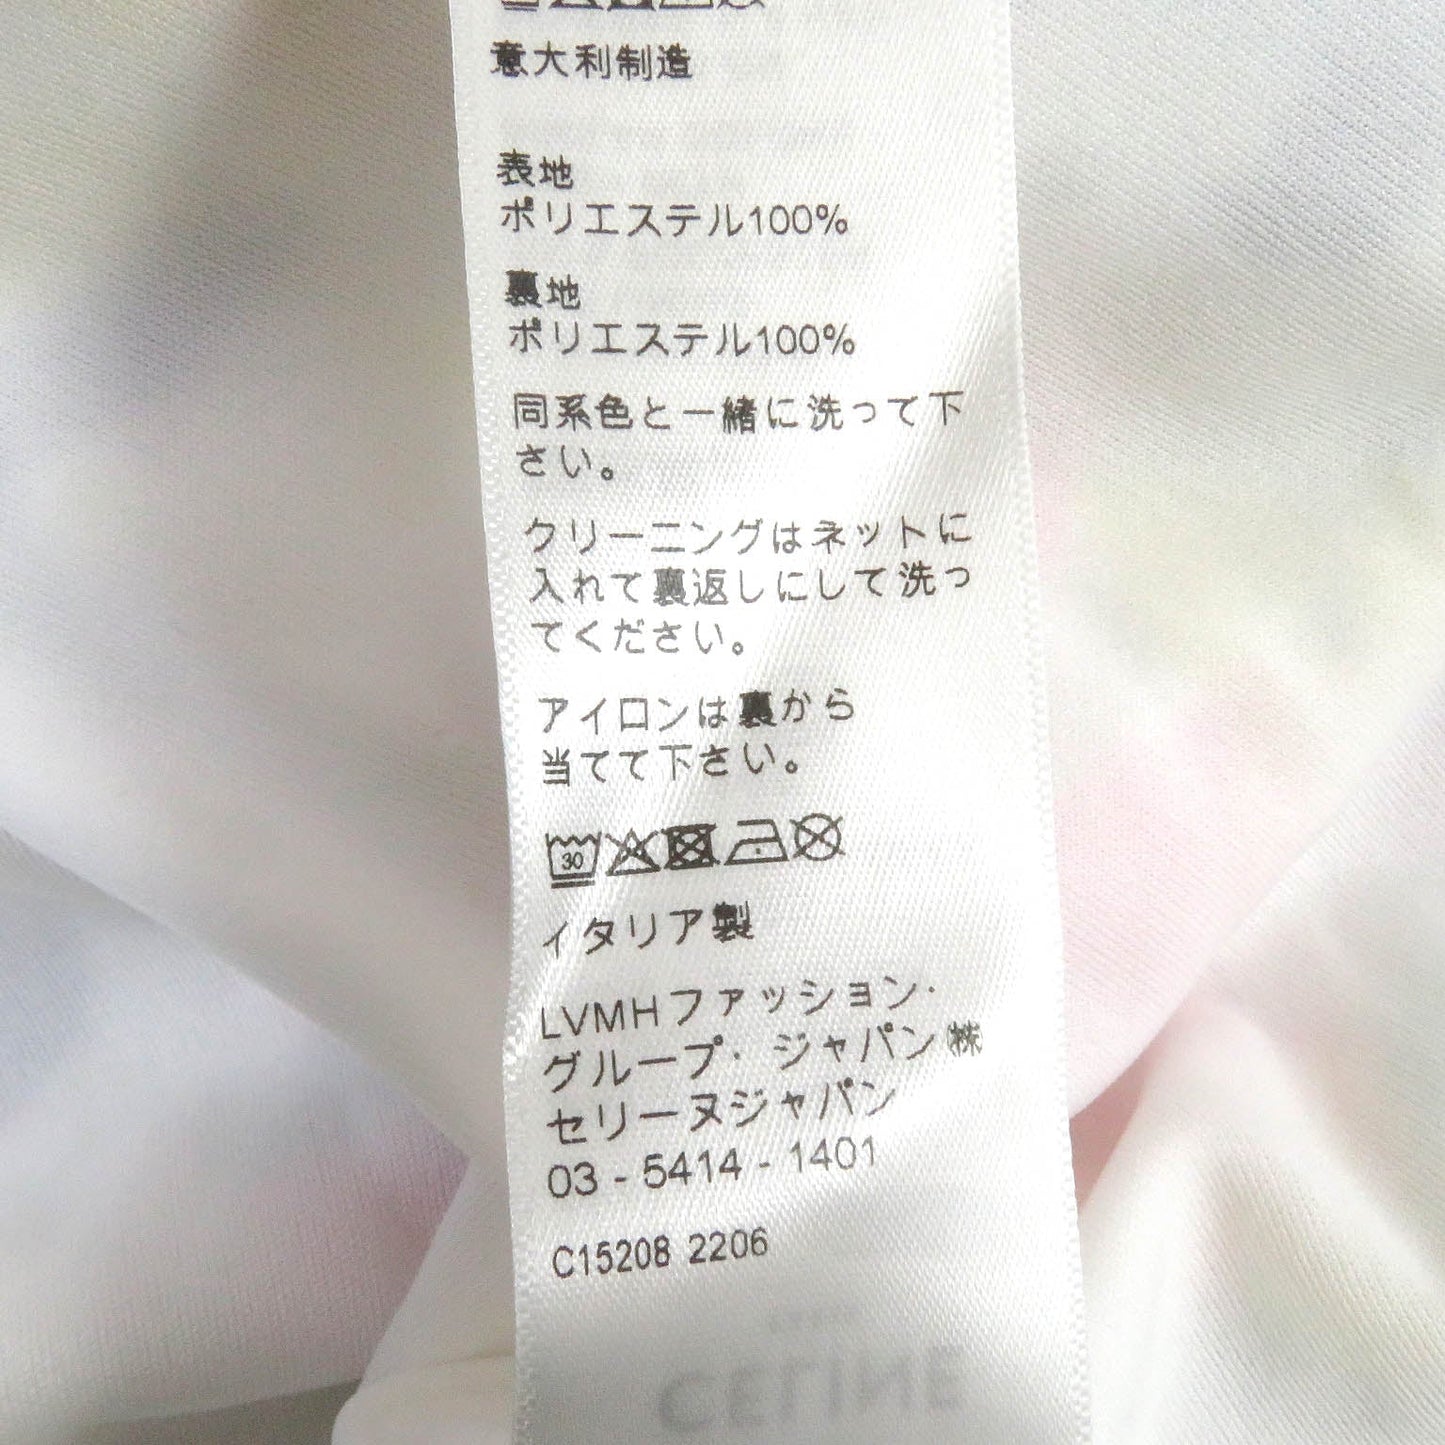 意大利制造
表地
ポリエステル100%
裏地
ポリエステル100%
同系色と一緒に洗って下
さい。
クリーニングはネットに
入れて裏返しにして洗っ
てください。
アイロンは裏から
当てて下さい。
30
イタリア製
LVMHファッション・
グループ・ジャパン㈱
セリーヌジャパン
03 - 5414 - 1401
C15208 2206
CELINE